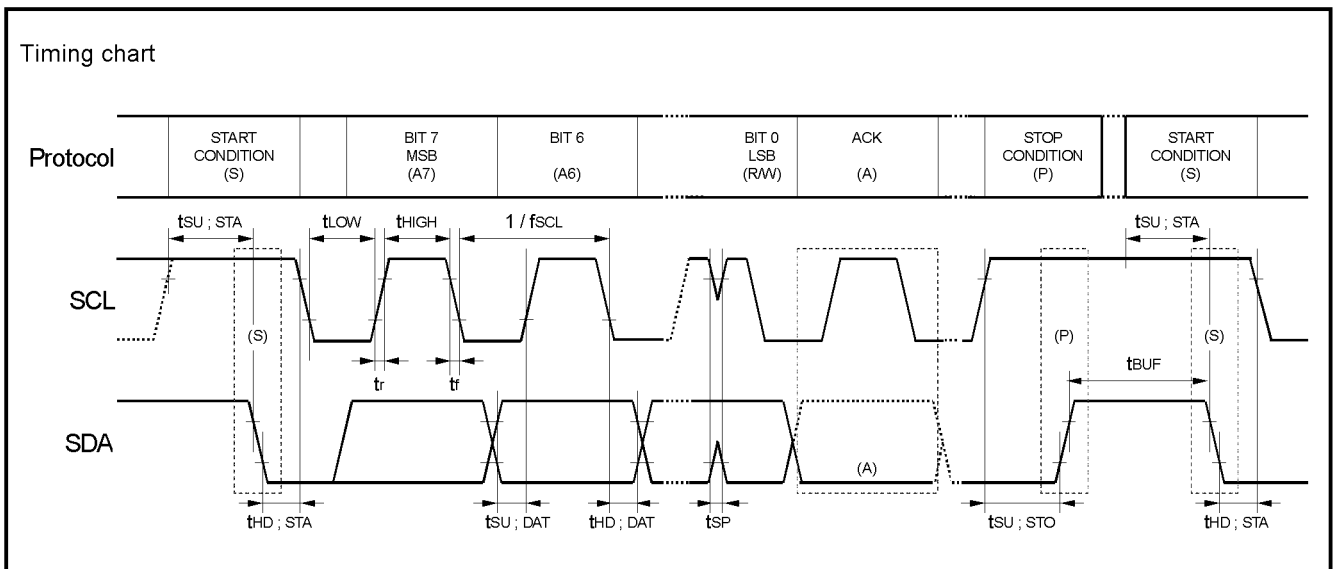 Timing chart
Protocol
START
CONDITION
(S)
BIT 7
MSB
(A7)
BIT 6
(A6)
BIT 0
LSB
(R/W)
ACK
(A)
STOP
CONDITION
(P)
START
CONDITION
(S)
tSU ; STA
tLOW
tHIGH
1 / fSCL
tSU ; STA
SCL
(S)
(P)
(S)
tr
tf
tBUF
SDA
(A)
tHD ; STA
tSU ; DAT
tHD ; DAT
tSP
tSU ; STO
tHD ; STA